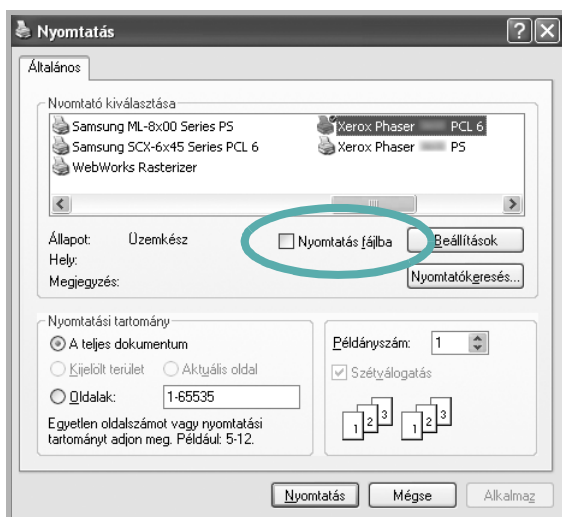 Nyomtatás
Általános
Nyomtató kiválasztása
Samsung ML-8x00 Series PS
Samsung SCX-6x45 Series PCL 6
WebWorks Rasterizer
Xerox Phaser PCL 6
Xerox Phaser PS
Állapot: Üzemkész
Hely:
Megjegyzés:
Nyomtatás fájlba
Beállítások
Nyomtatókeresés...
Nyomtatási tartomány
A teljes dokumentum
Kijelölt terület Aktuális oldal
Oldalak: 1-65535
Egyetlen oldalszámot vagy nyomtatási
tartományt adjon meg. Például: 5-12.
Példányszám: 1
Szétválogatás
1 2 3 1 2 3
Nyomtatás Mégse Alkalmaz